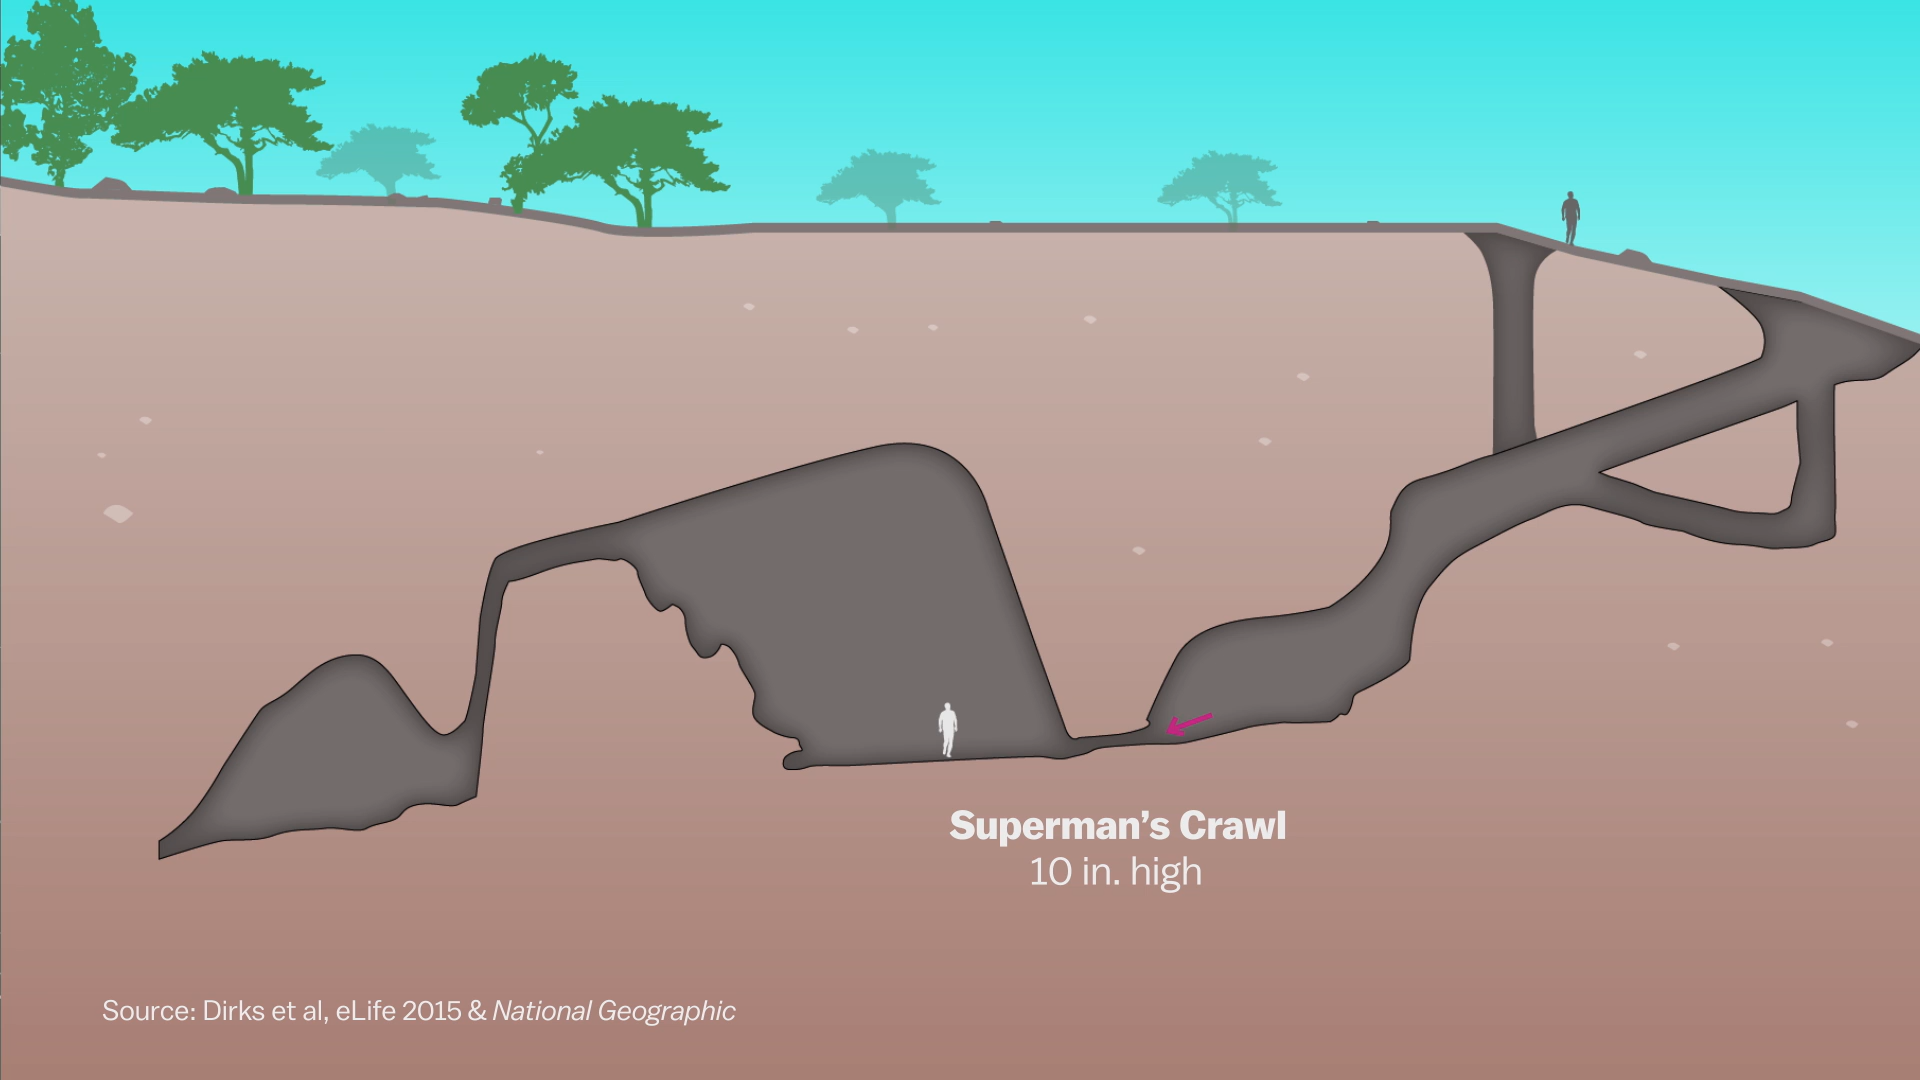 Superman’s Crawl
10 in. high
Source: Dirks et al, eLife 2015 & National Geographic